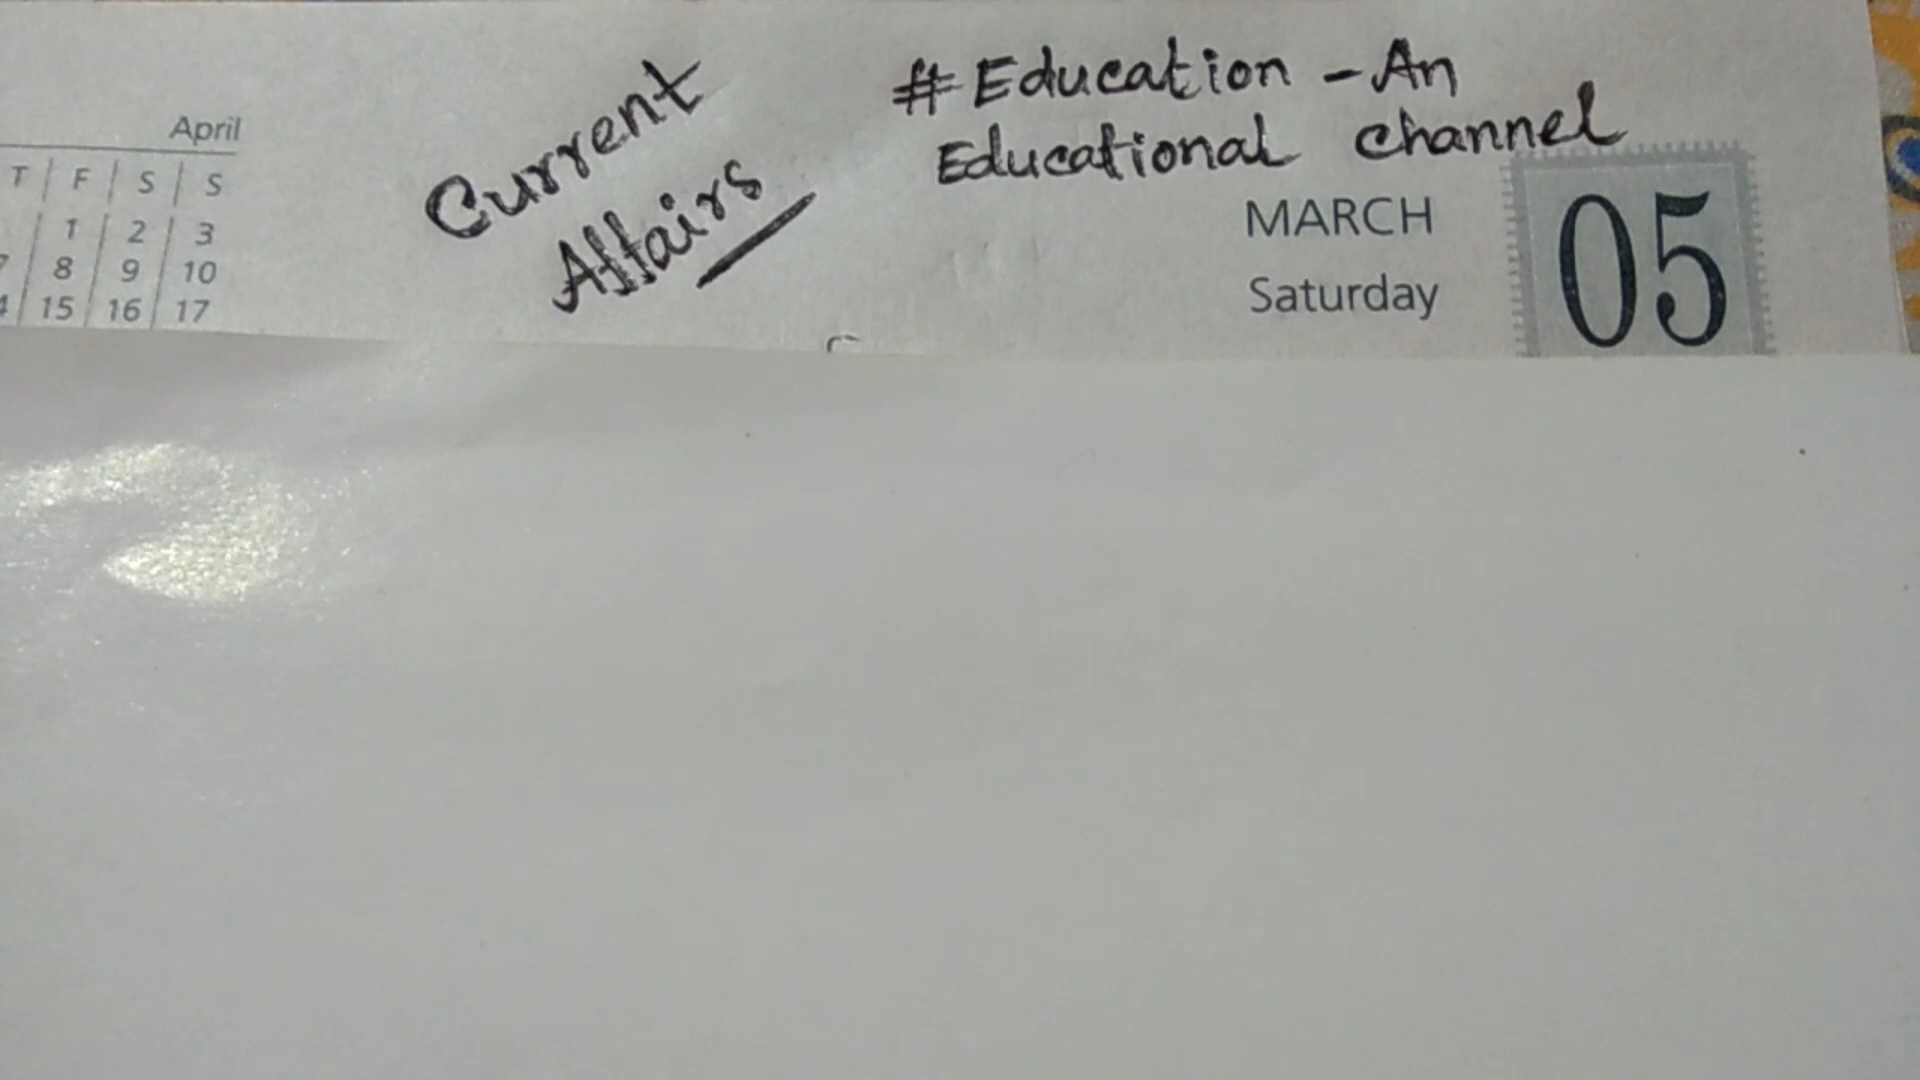 April
T F S S
1 2 3
7 8 9 10
15 16 17
Current
Affairs
# Education - An
Educational channel
MARCH
Saturday
05